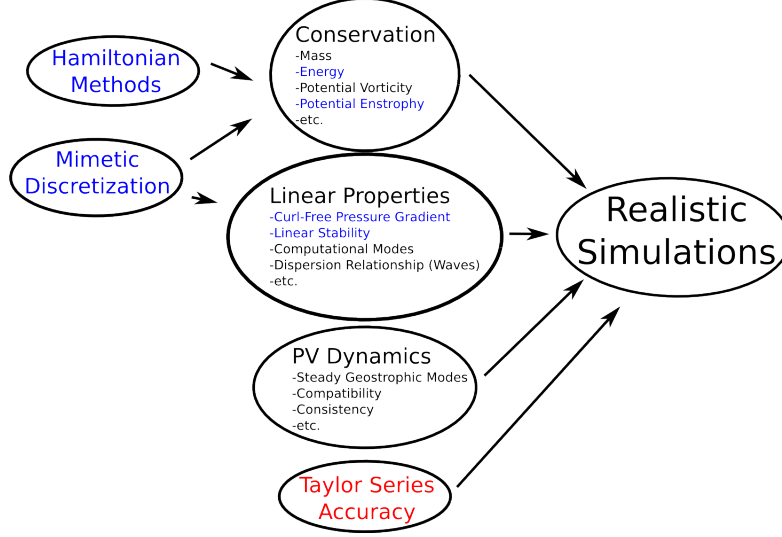 Hamiltonian
Methods
Mimetic
Discretization
Conservation
-Mass
-Energy
-Potential Vorticity
-Potential Enstrophy
-etc.
Linear Properties
-Curl-Free Pressure Gradient
-Linear Stability
-Computational Modes
-Dispersion Relationship (Waves)
-etc.
PV Dynamics
-Steady Geostrophic Modes
-Compatibility
-Consistency
-etc.
Taylor Series
Accuracy
Realistic
Simulations